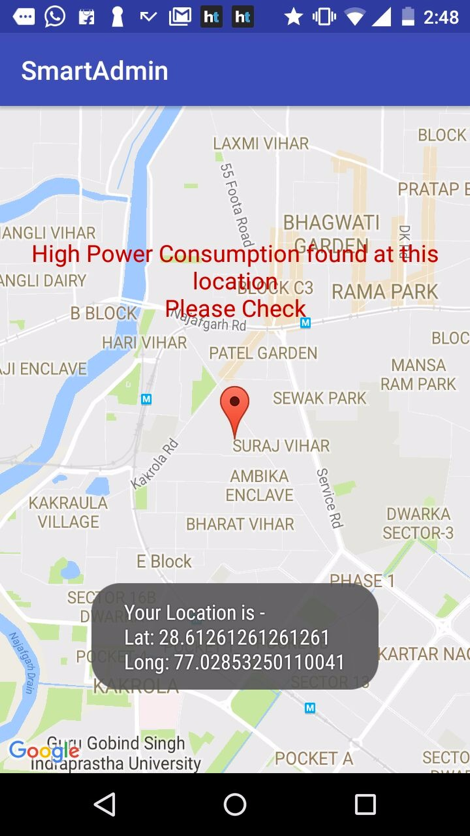 2:48
SmartAdmin
LAXMI VIHAR
BLOCK
55 Foota Road
PRATAP E
BHAGWATI
GARDEN
DK Rd
ANGLI VIHAR
High Power Consumption found at this
location
Please Check
ANGLI DAIRY
BLOCK C3
RAMA PARK
B BLOCK
Najafgarh Rd
M
HARI VIHAR
PATEL GARDEN
BLOC
JI ENCLAVE
MANSA
RAM PARK
M
SEWAK PARK
SURAJ VIHAR
Kakrola Rd
AMBIKA
ENCLAVE
Service Rd
KAKRAULA
VILLAGE
BHARAT VIHAR
DWARKA
SECTOR-3
E Block
PHASE 1
SECTOR 16B
Your Location is -
Lat: 28.61261261261261
Long: 77.02853250110041
KARTAR NAG
KAKROLA
SECTOR 13
Najafgarh Drain
M
Guru Gobind Singh
Indraprastha University
Google
POCKET A
SECTO